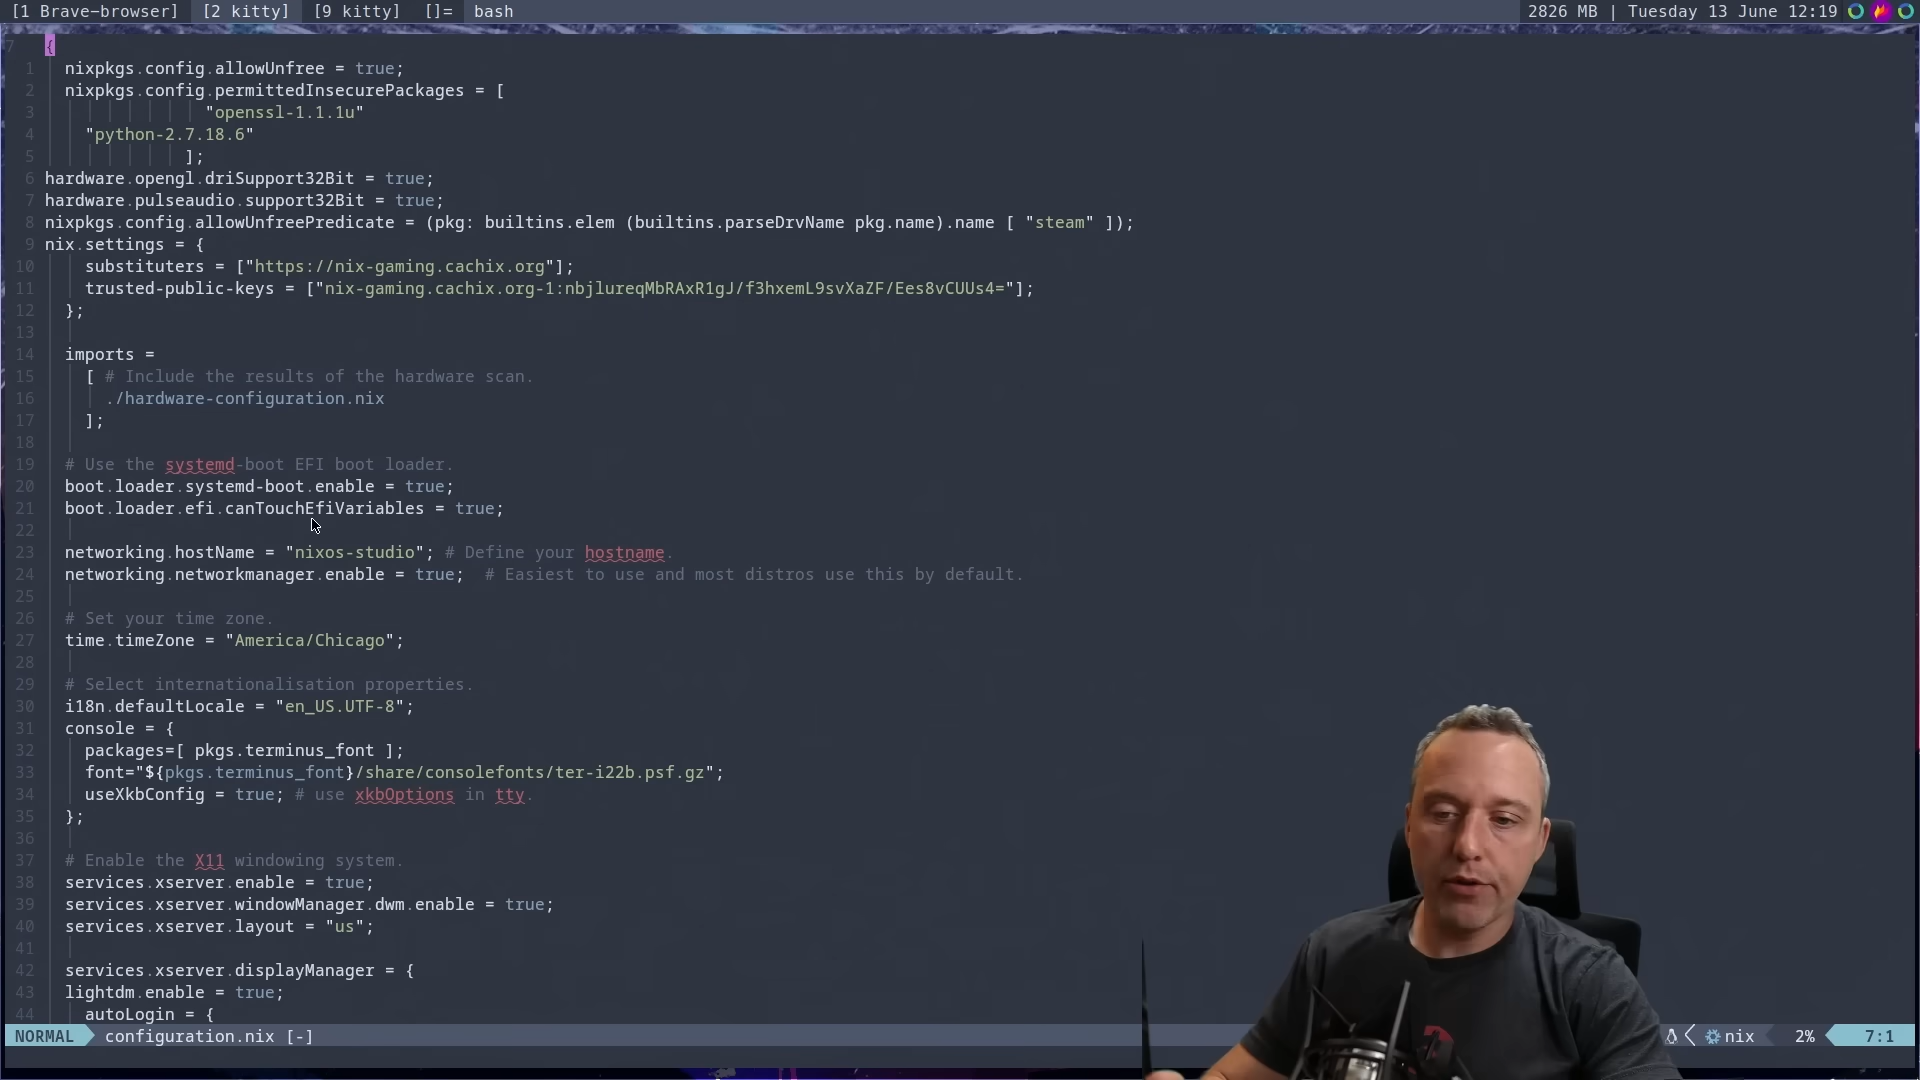 [1 Brave-browser] [2 kitty] [9 kitty] []= bash 2826 MB | Tuesday 13 June 12:19
7 {
1 nixpkgs.config.allowUnfree = true;
2 nixpkgs.config.permittedInsecurePackages = [
3 "openssl-1.1.1u"
4 "python-2.7.18.6"
5 ];
6 hardware.opengl.driSupport32Bit = true;
7 hardware.pulseaudio.support32Bit = true;
8 nixpkgs.config.allowUnfreePredicate = (pkg: builtins.elem (builtins.parseDrvName pkg.name).name [ "steam" ]);
9 nix.settings = {
10 substituters = ["https://nix-gaming.cachix.org"];
11 trusted-public-keys = ["nix-gaming.cachix.org-1:nbjlureqMbRAxR1gJ/f3hxemL9svXaZF/Ees8vCUUs4="];
12 };
13
14 imports =
15 [ # Include the results of the hardware scan.
16 ./hardware-configuration.nix
17 ];
18
19 # Use the systemd-boot EFI boot loader.
20 boot.loader.systemd-boot.enable = true;
21 boot.loader.efi.canTouchEfiVariables = true;
22
23 networking.hostName = "nixos-studio"; # Define your hostname.
24 networking.networkmanager.enable = true; # Easiest to use and most distros use this by default.
25
26 # Set your time zone.
27 time.timeZone = "America/Chicago";
28
29 # Select internationalisation properties.
30 i18n.defaultLocale = "en_US.UTF-8";
31 console = {
32 packages=[ pkgs.terminus_font ];
33 font="${pkgs.terminus_font}/share/consolefonts/ter-i22b.psf.gz";
34 useXkbConfig = true; # use xkbOptions in tty.
35 };
36
37 # Enable the X11 windowing system.
38 services.xserver.enable = true;
39 services.xserver.windowManager.dwm.enable = true;
40 services.xserver.layout = "us";
41
42 services.xserver.displayManager = {
43 lightdm.enable = true;
44 autoLogin = {
NORMAL configuration.nix [-] nix 2% 7:1